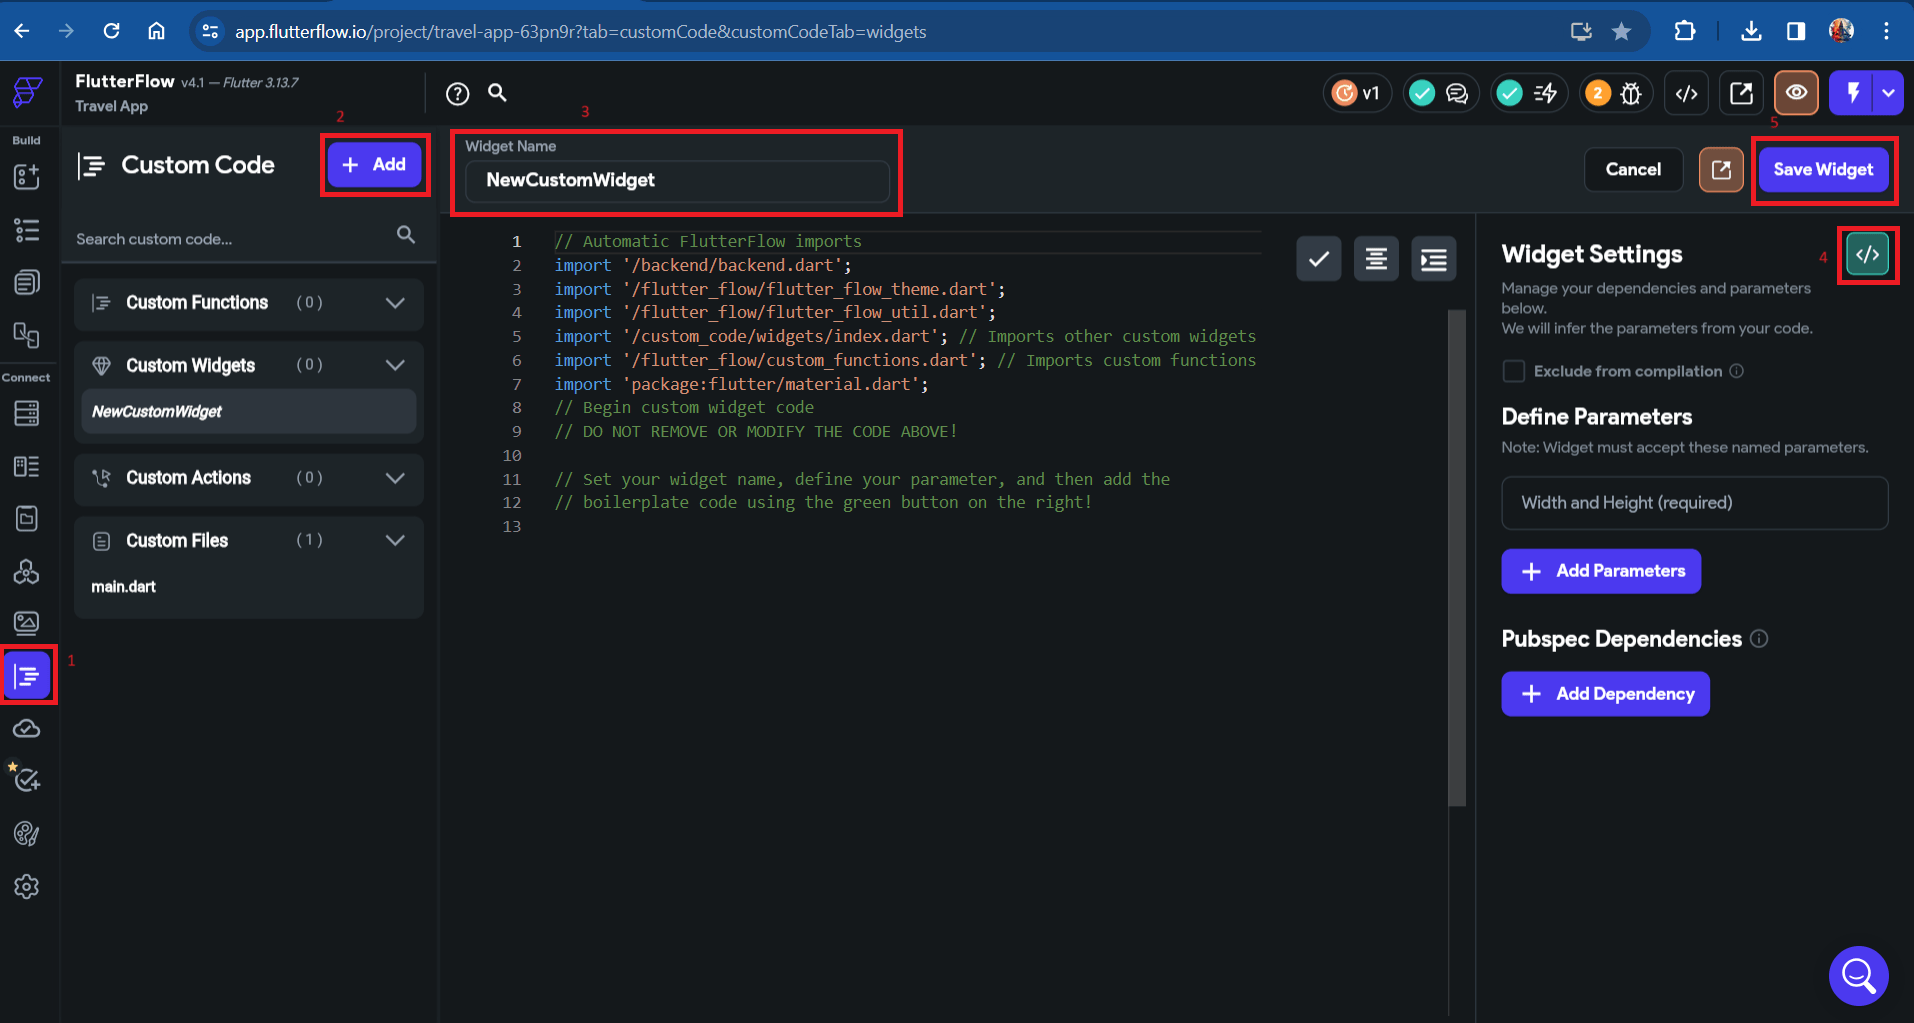 app.flutterflow.io/project/travel-app-63pn9r?tab=customCode&customCodeTab=widgets
FlutterFlow v4.1 — Flutter 3.13.7
Travel App
v1
2
Build
2
Custom Code
+ Add
3
Widget Name
NewCustomWidget
5
Cancel
Save Widget
Search custom code...
Custom Functions (0)
Custom Widgets (0)
NewCustomWidget
Custom Actions (0)
Custom Files (1)
main.dart
Connect
1
1 // Automatic FlutterFlow imports
2 import '/backend/backend.dart';
3 import '/flutter_flow/flutter_flow_theme.dart';
4 import '/flutter_flow/flutter_flow_util.dart';
5 import '/custom_code/widgets/index.dart'; // Imports other custom widgets
6 import '/flutter_flow/custom_functions.dart'; // Imports custom functions
7 import 'package:flutter/material.dart';
8 // Begin custom widget code
9 // DO NOT REMOVE OR MODIFY THE CODE ABOVE!
10
11 // Set your widget name, define your parameter, and then add the
12 // boilerplate code using the green button on the right!
13
Widget Settings
4
</>
Manage your dependencies and parameters
below.
We will infer the parameters from your code.
Exclude from compilation
Define Parameters
Note: Widget must accept these named parameters.
Width and Height (required)
+ Add Parameters
Pubspec Dependencies
+ Add Dependency